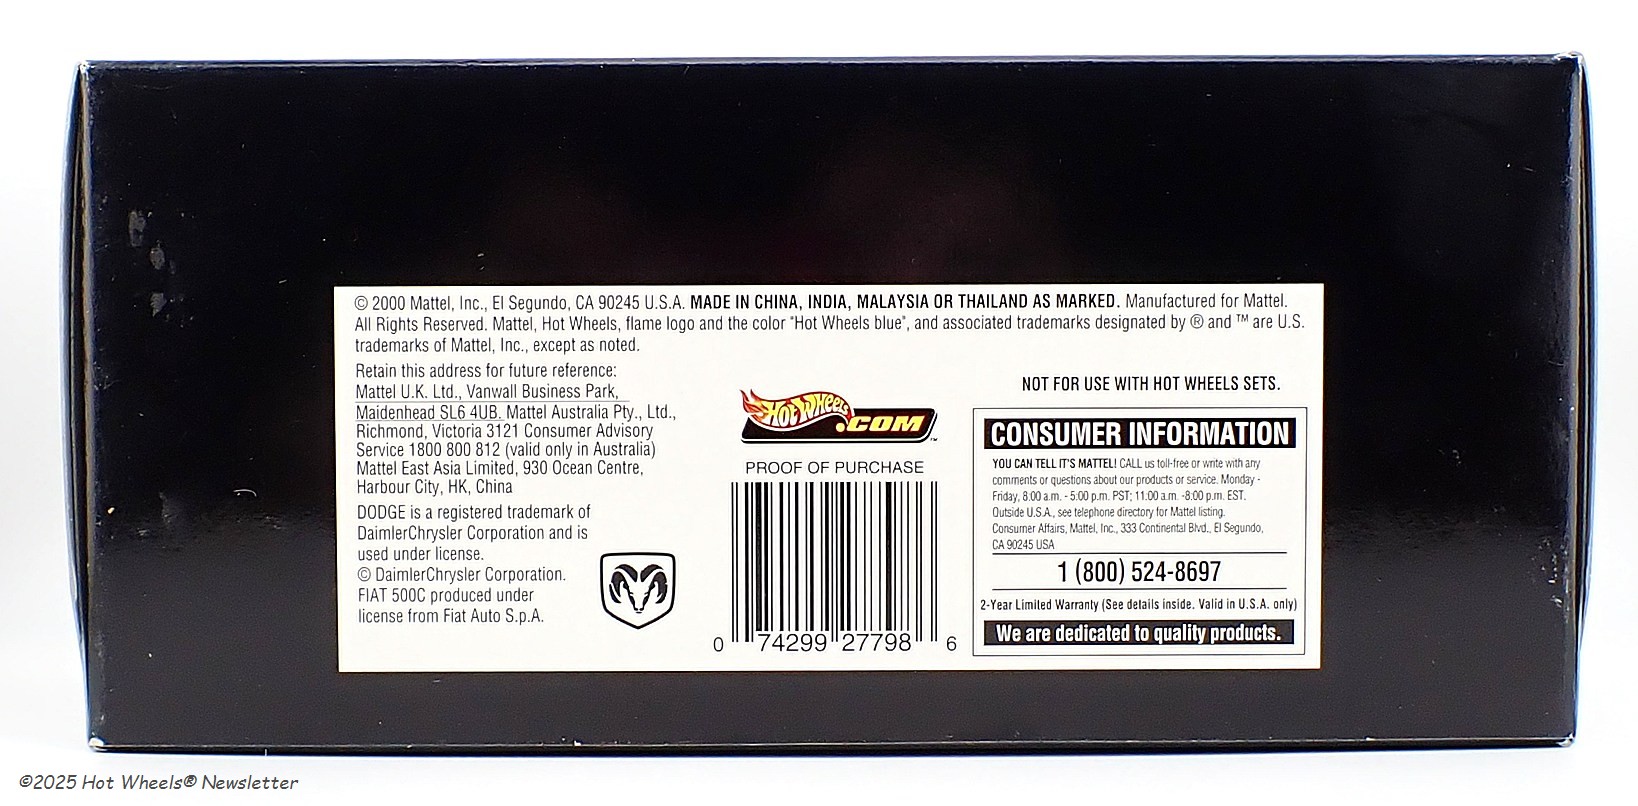 © 2000 Mattel, Inc., El Segundo, CA 90245 U.S.A. MADE IN CHINA, INDIA, MALAYSIA OR THAILAND AS MARKED. Manufactured for Mattel.
All Rights Reserved. Mattel, Hot Wheels, flame logo and the color "Hot Wheels blue", and associated trademarks designated by ® and ™ are U.S.
trademarks of Mattel, Inc., except as noted.
Retain this address for future reference:
Mattel U.K. Ltd., Vanwall Business Park,
Maidenhead SL6 4UB. Mattel Australia Pty., Ltd.,
Richmond, Victoria 3121 Consumer Advisory
Service 1800 800 812 (valid only in Australia)
Mattel East Asia Limited, 930 Ocean Centre,
Harbour City, HK, China
DODGE is a registered trademark of
DaimlerChrysler Corporation and is
used under license.
© DaimlerChrysler Corporation.
FIAT 500C produced under
license from Fiat Auto S.p.A.
HOT WHEELS
.COM™
PROOF OF PURCHASE
0 74299 27798 6
NOT FOR USE WITH HOT WHEELS SETS.
CONSUMER INFORMATION
YOU CAN TELL IT'S MATTEL! CALL us toll-free or write with any
comments or questions about our products or service. Monday -
Friday, 8:00 a.m. - 5:00 p.m. PST; 11:00 a.m. -8:00 p.m. EST.
Outside U.S.A., see telephone directory for Mattel listing.
Consumer Affairs, Mattel, Inc., 333 Continental Blvd., El Segundo,
CA 90245 USA
1 (800) 524-8697
2-Year Limited Warranty (See details inside. Valid in U.S.A. only)
We are dedicated to quality products.
©2025 Hot Wheels® Newsletter